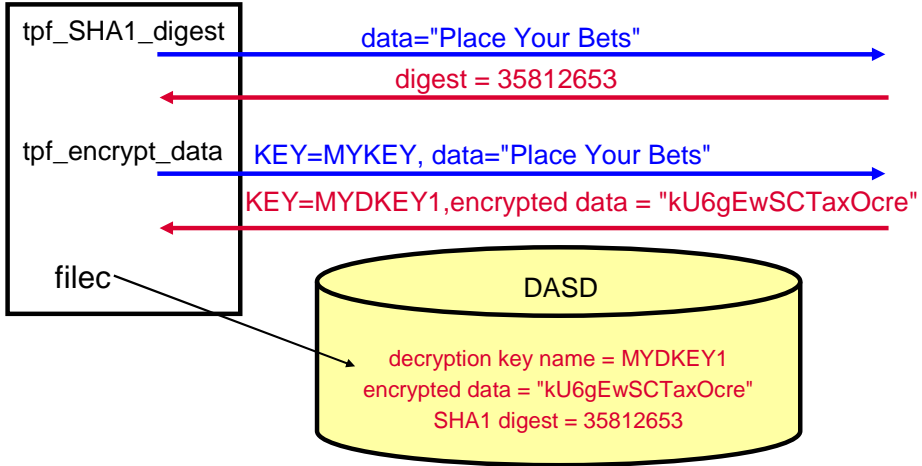 tpf_SHA1_digest
data="Place Your Bets"
digest = 35812653
tpf_encrypt_data
KEY=MYKEY, data="Place Your Bets"
KEY=MYDKEY1,encrypted data = "kU6gEwSCTaxOcre"
filec
DASD
decryption key name = MYDKEY1
encrypted data = "kU6gEwSCTaxOcre"
SHA1 digest = 35812653